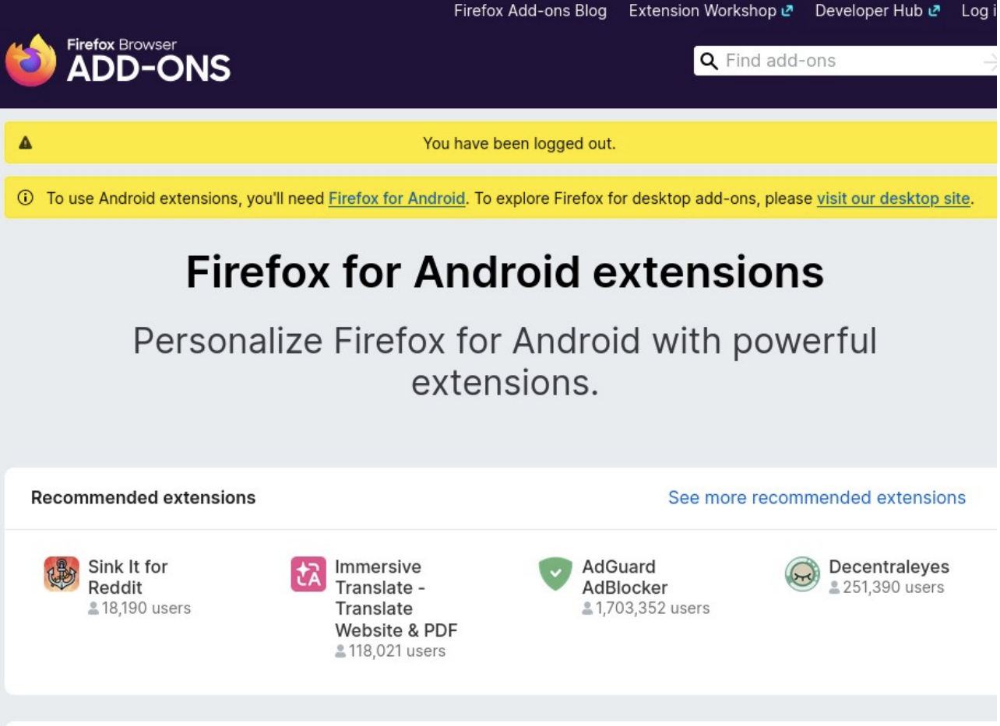 Firefox Add-ons Blog Extension Workshop Developer Hub Log i
Firefox Browser
ADD-ONS
Find add-ons
You have been logged out.
To use Android extensions, you'll need Firefox for Android. To explore Firefox for desktop add-ons, please visit our desktop site.
Firefox for Android extensions
Personalize Firefox for Android with powerful
extensions.
Recommended extensions
See more recommended extensions
Sink It for
Reddit
18,190 users
Immersive
Translate -
Translate
Website & PDF
118,021 users
AdGuard
AdBlocker
1,703,352 users
Decentraleyes
251,390 users